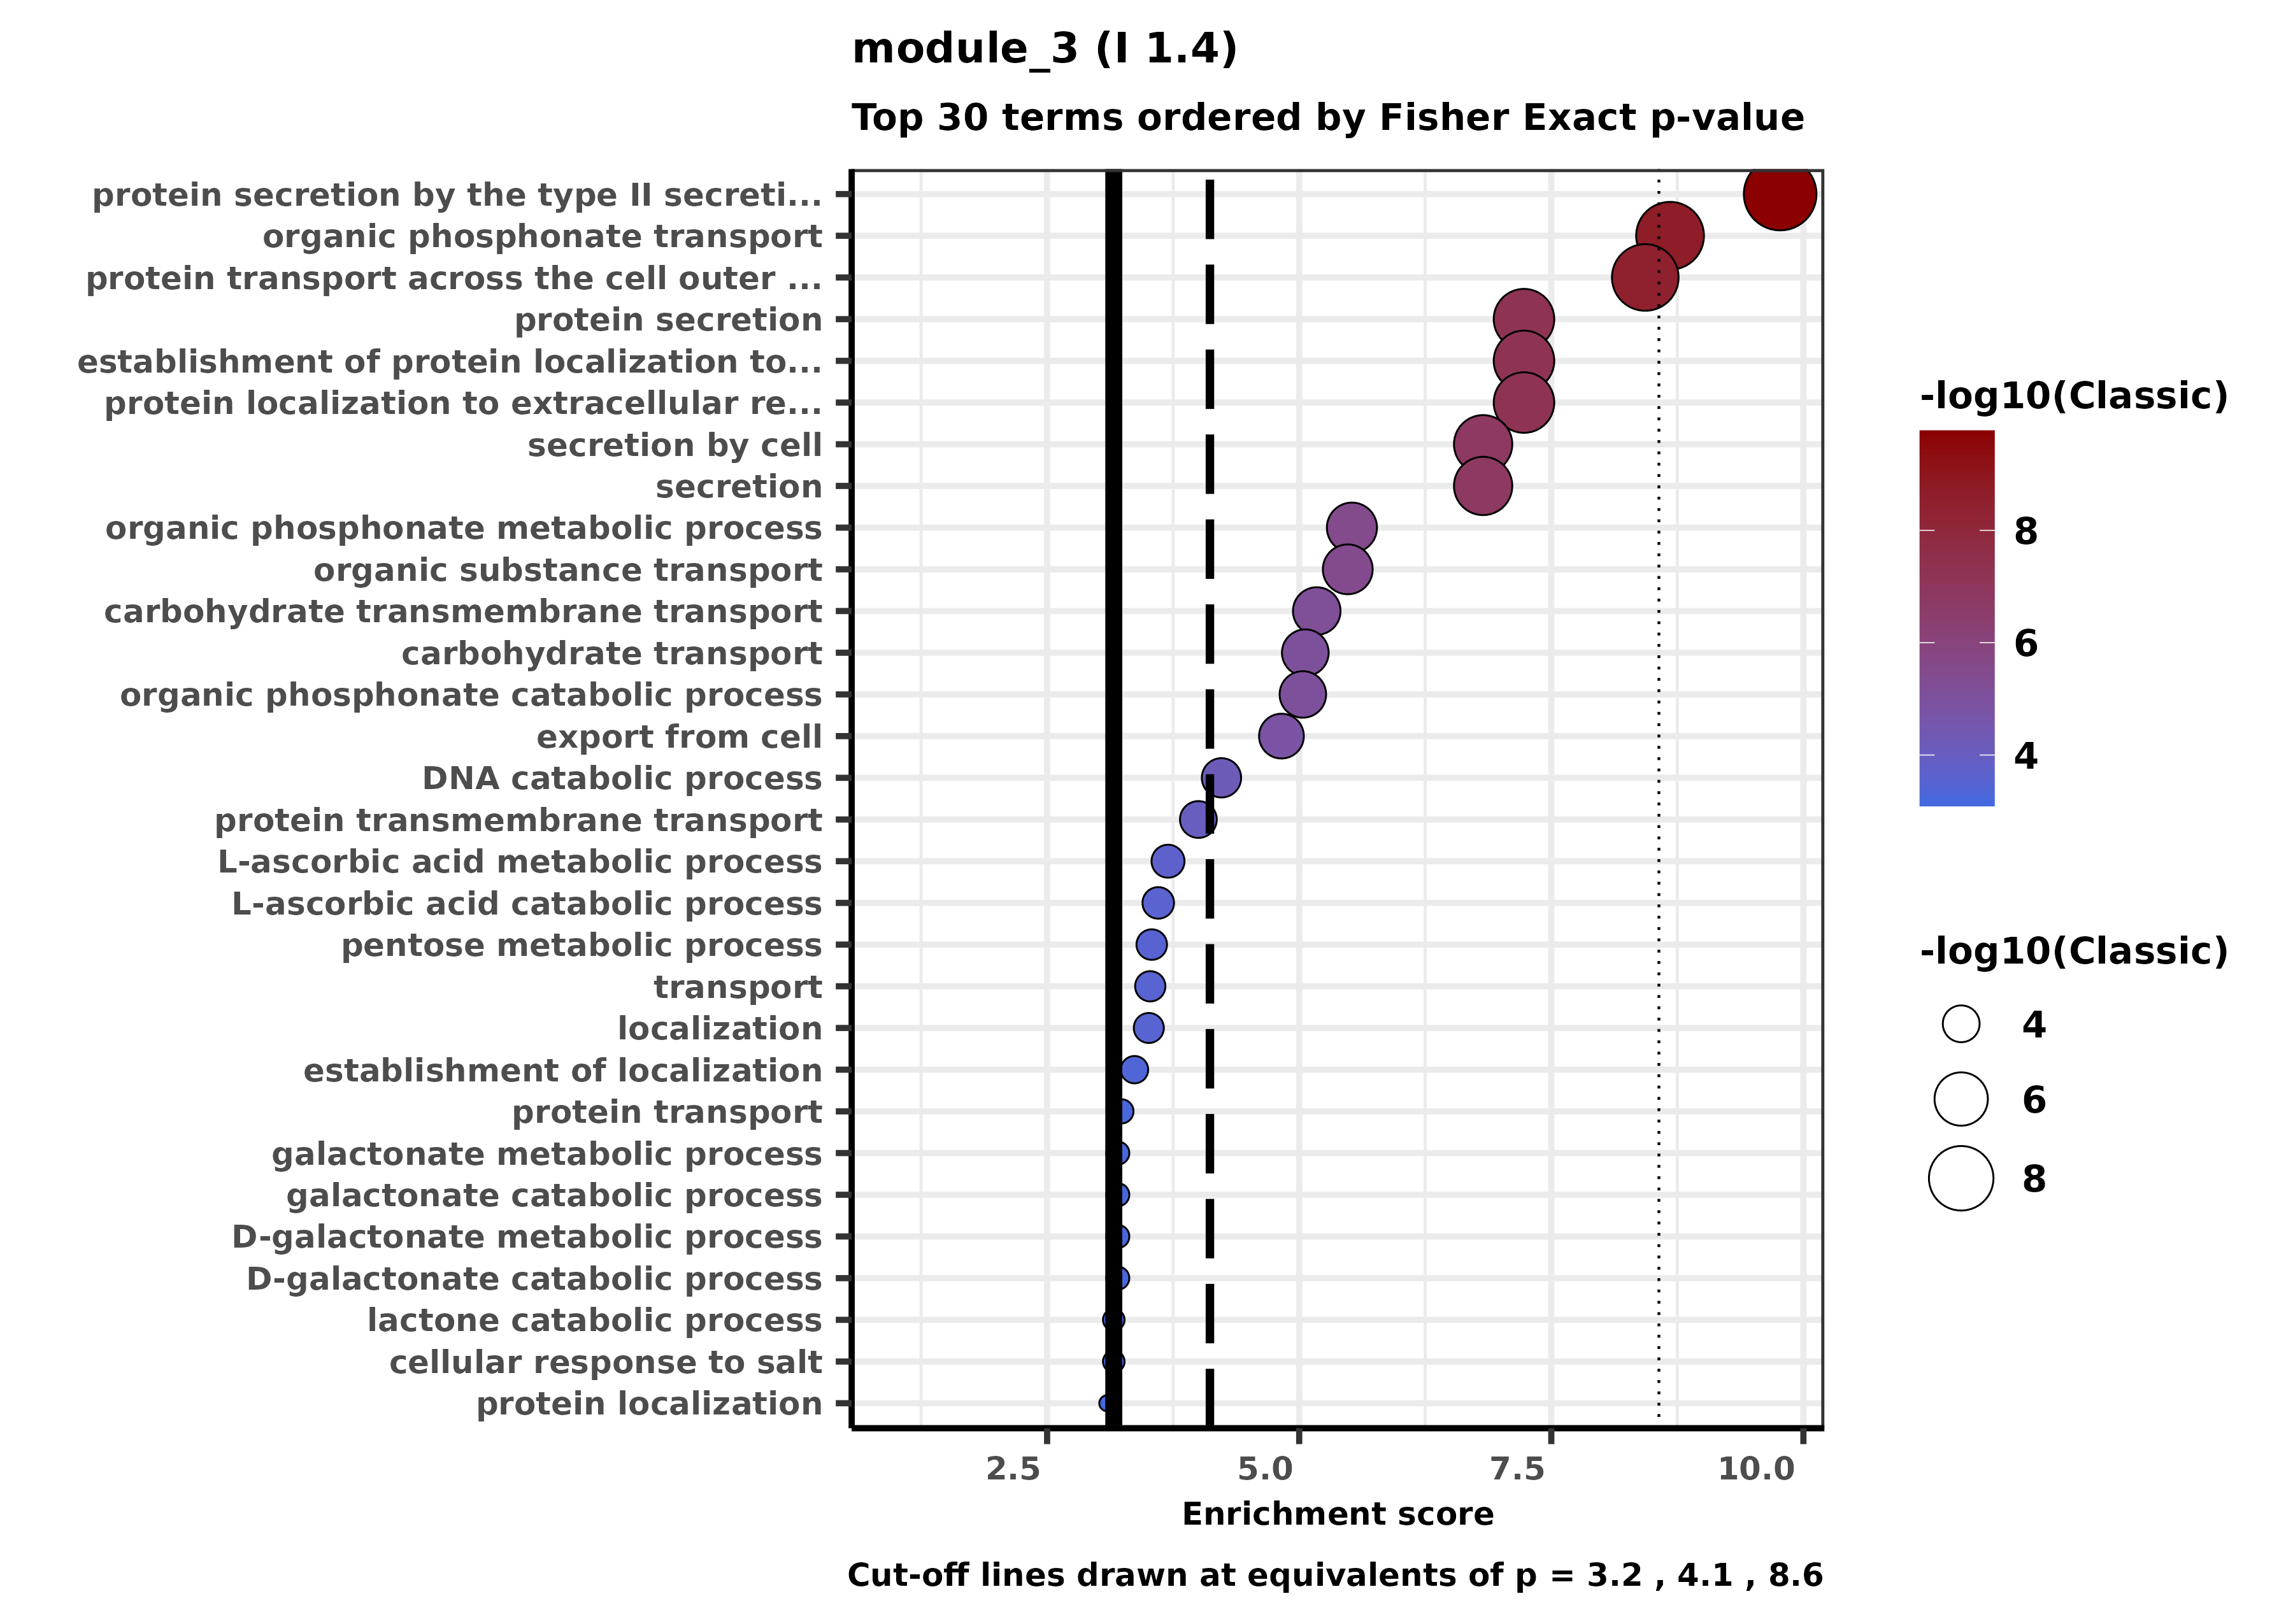 module_3 (I 1.4)
Top 30 terms ordered by Fisher Exact p-value
protein secretion by the type II secreti...
organic phosphonate transport
protein transport across the cell outer ...
protein secretion
establishment of protein localization to...
protein localization to extracellular re...
secretion by cell
secretion
organic phosphonate metabolic process
organic substance transport
carbohydrate transmembrane transport
carbohydrate transport
organic phosphonate catabolic process
export from cell
DNA catabolic process
protein transmembrane transport
L-ascorbic acid metabolic process
L-ascorbic acid catabolic process
pentose metabolic process
transport
localization
establishment of localization
protein transport
galactonate metabolic process
galactonate catabolic process
D-galactonate metabolic process
D-galactonate catabolic process
lactone catabolic process
cellular response to salt
protein localization
2.5 5.0 7.5 10.0
Enrichment score
Cut-off lines drawn at equivalents of p = 3.2 , 4.1 , 8.6
-log10(Classic)
8
6
4
-log10(Classic)
4
6
8